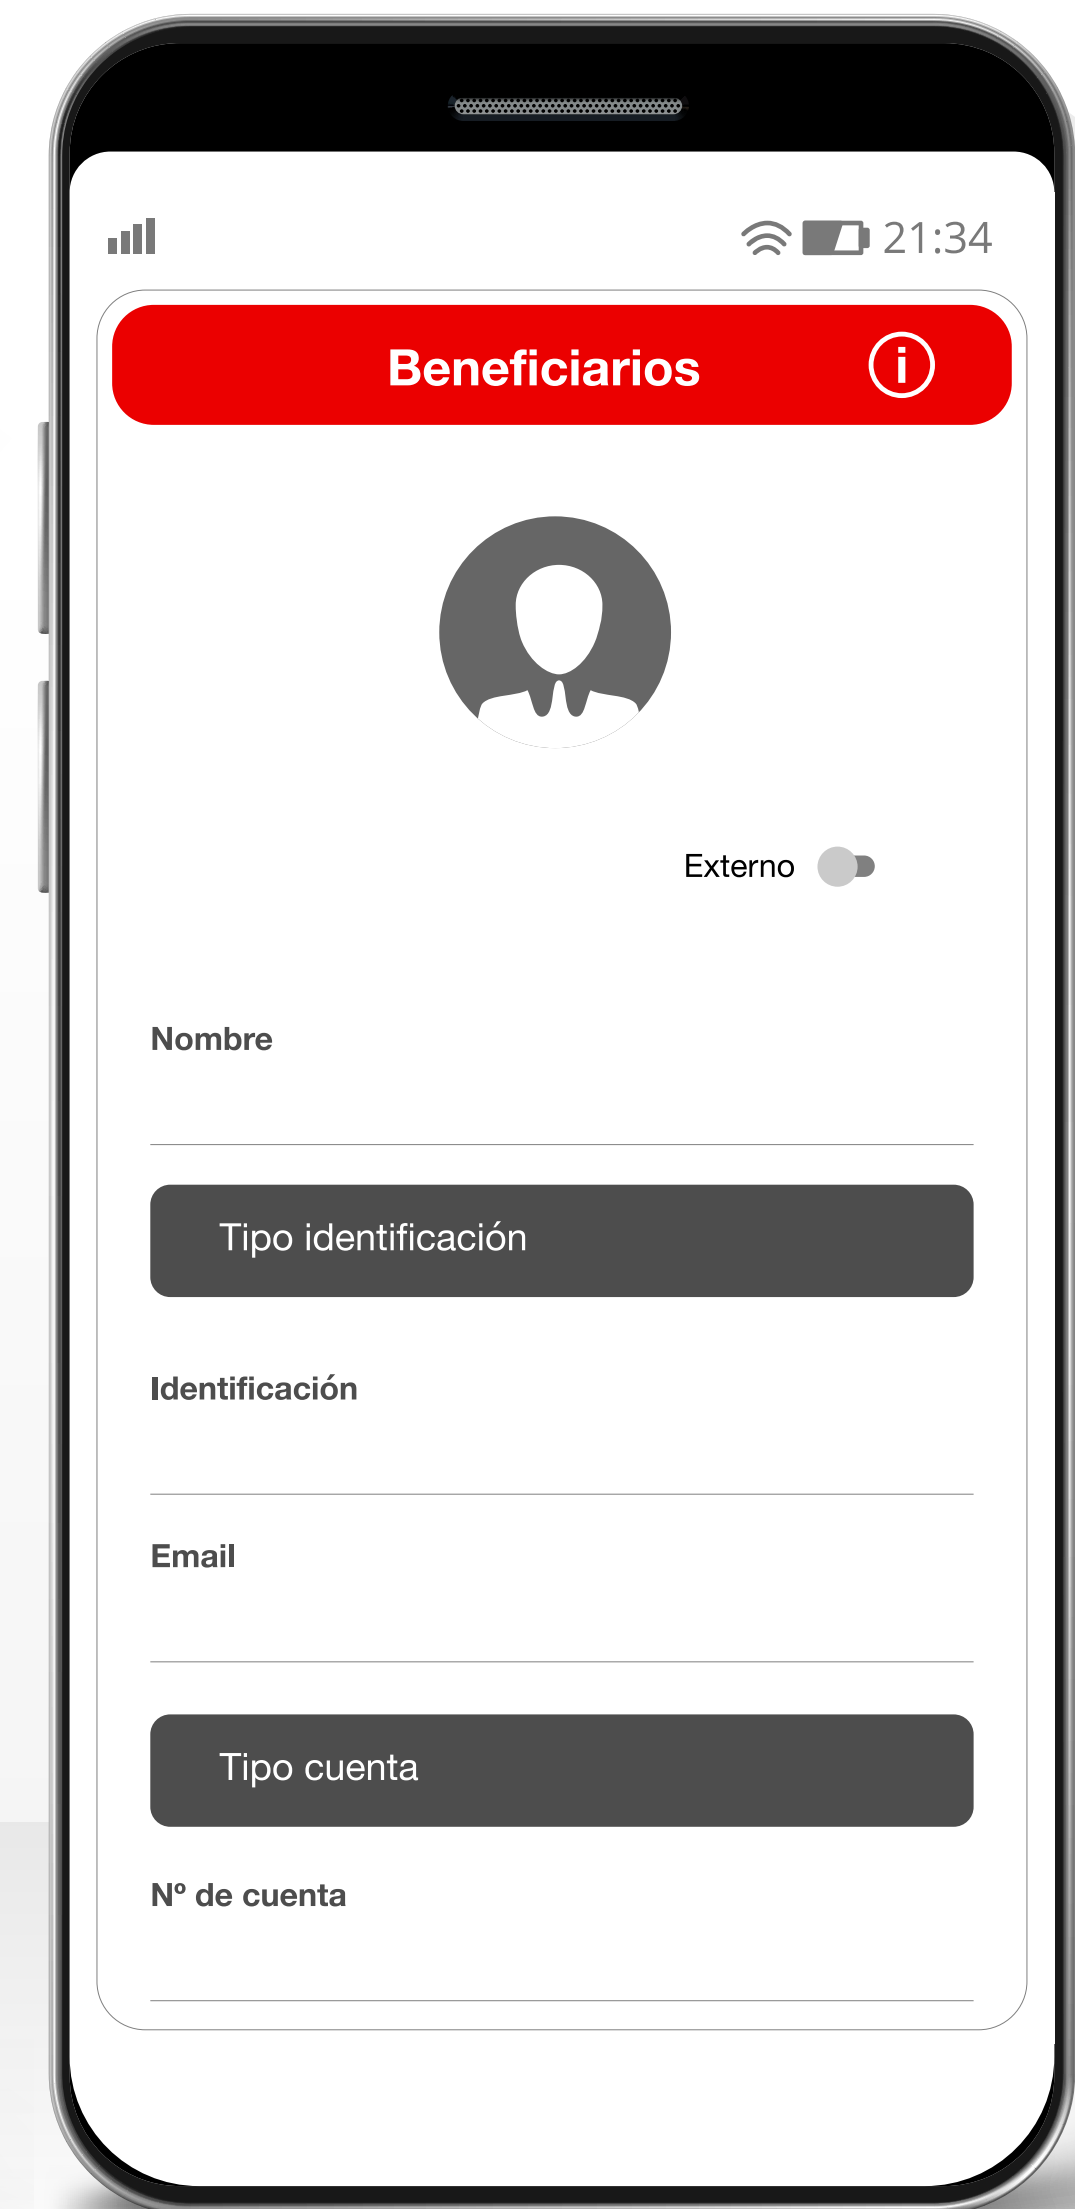 21:34
Beneficiarios i
Externo
Nombre
Tipo identificación
Identificación
Email
Tipo cuenta
Nº de cuenta